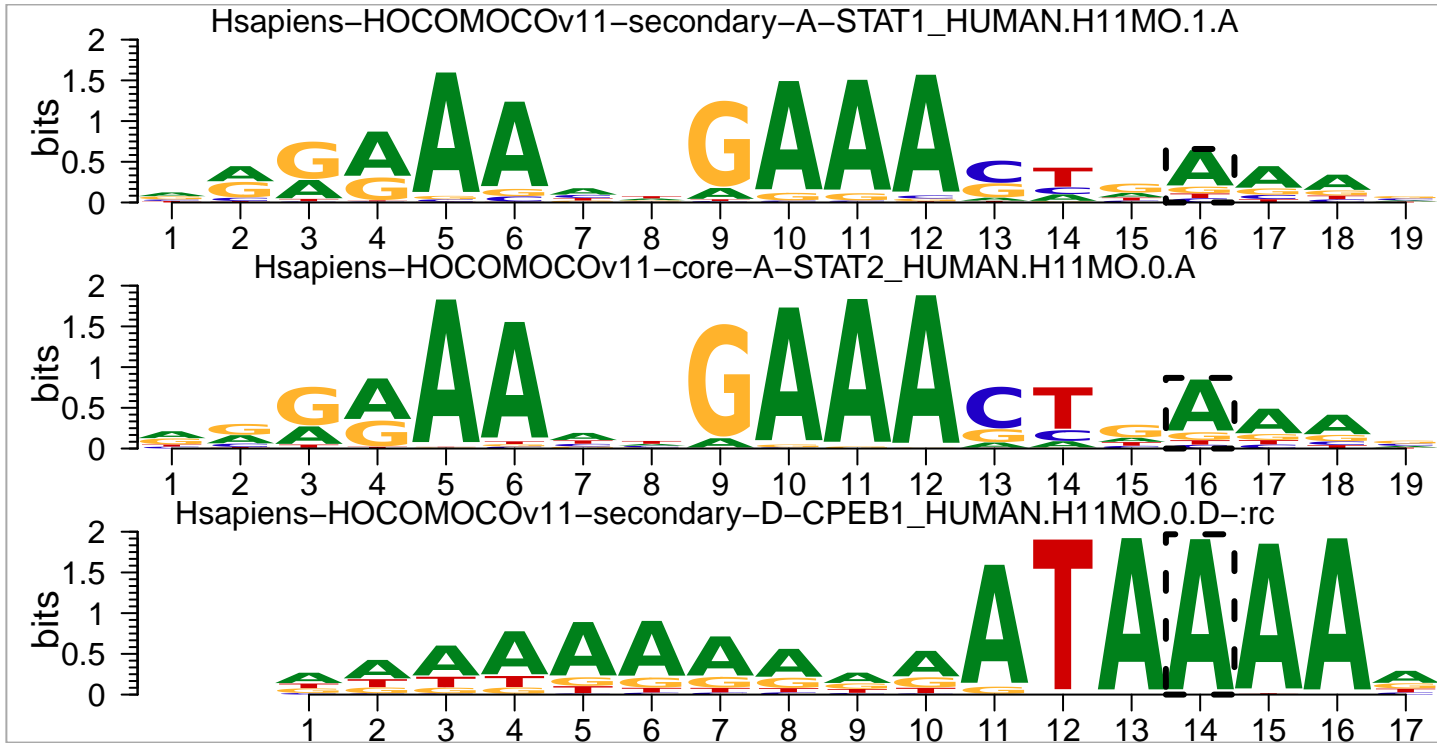 Hsapiens−HOCOMOCOv11−secondary−A−STAT1_HUMAN.H11MO.1.A
2
1.5
1
0.5
0
bits
1 2 3 4 5 6 7 8 9 10 11 12 13 14 15 16 17 18 19
Hsapiens−HOCOMOCOv11−core−A−STAT2_HUMAN.H11MO.0.A
2
1.5
1
0.5
0
bits
1 2 3 4 5 6 7 8 9 10 11 12 13 14 15 16 17 18 19
Hsapiens−HOCOMOCOv11−secondary−D−CPEB1_HUMAN.H11MO.0.D−:rc
2
1.5
1
0.5
0
bits
1 2 3 4 5 6 7 8 9 10 11 12 13 14 15 16 17